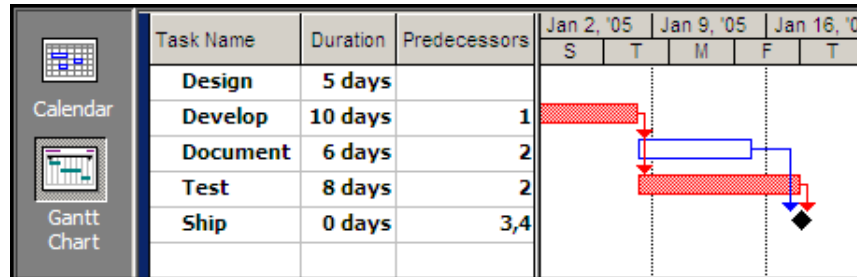 Calendar
Gantt
Chart
Task Name Duration Predecessors
Design 5 days
Develop 10 days 1
Document 6 days 2
Test 8 days 2
Ship 0 days 3,4
Jan 2, '05 Jan 9, '05 Jan 16, '0
S T M F T